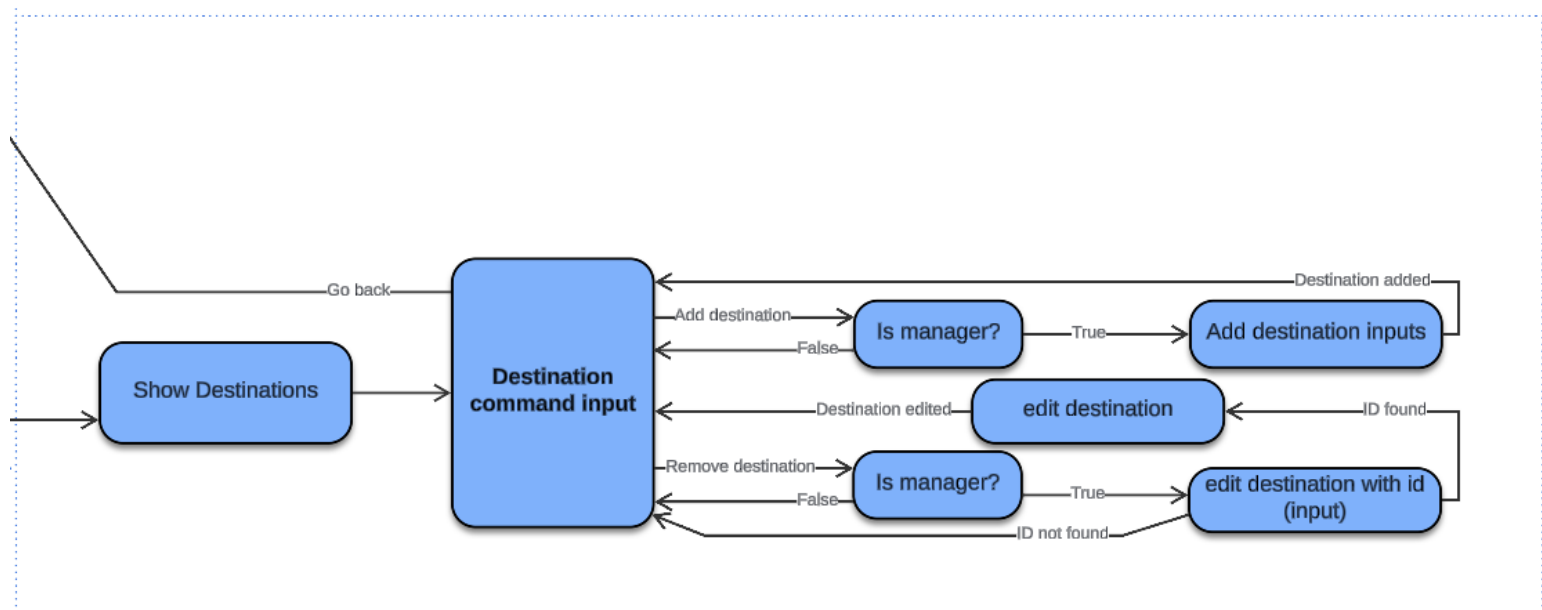 Destination added
Go back
Add destination
Is manager?
True
Add destination inputs
False
Show Destinations
Destination
command input
Destination edited
edit destination
ID found
Remove destination
Is manager?
True
edit destination with id
(input)
False
ID not found